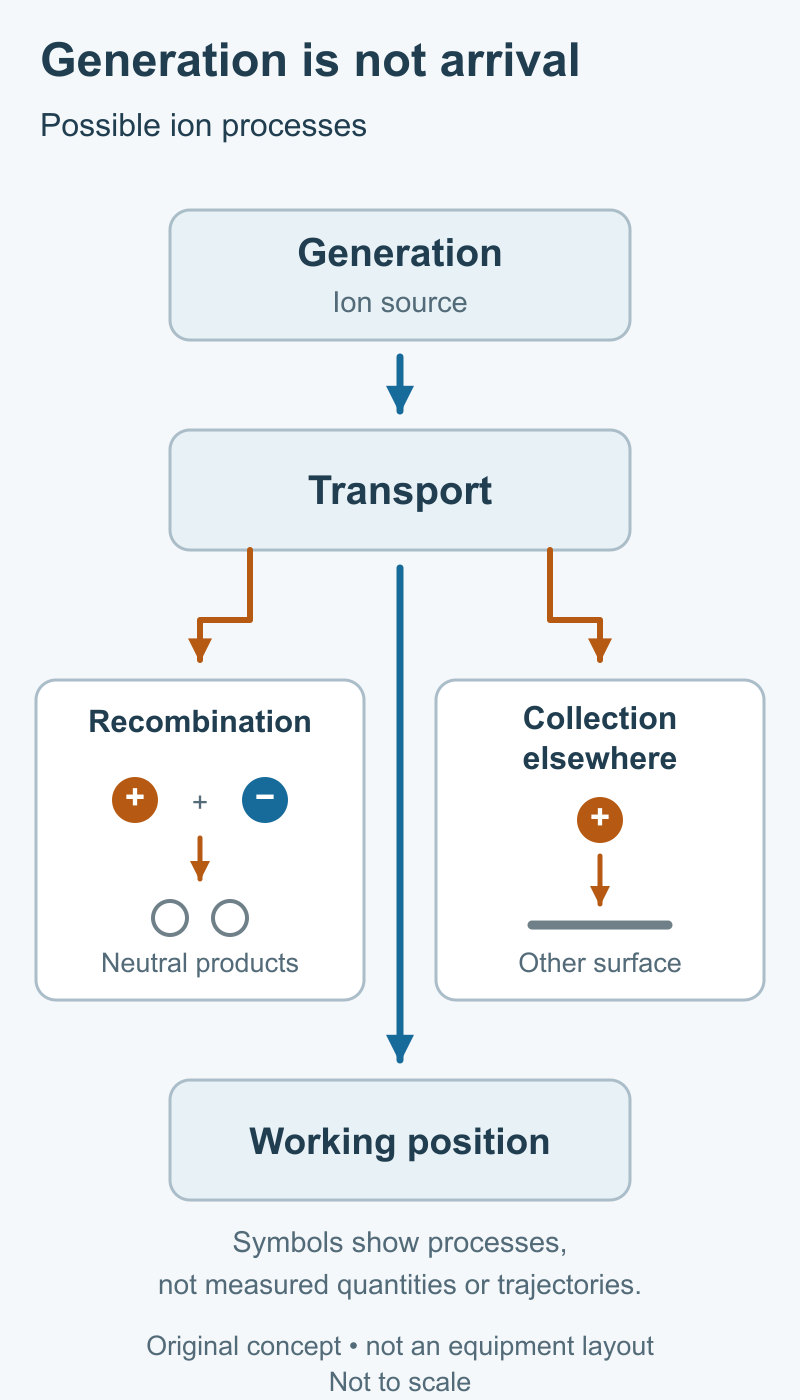 Generation is not arrival
Possible ion processes
Generation
Ion source
Transport
Recombination
+ + −
Neutral products
Collection
elsewhere
+
Other surface
Working position
Symbols show processes,
not measured quantities or trajectories.
Original concept • not an equipment layout
Not to scale